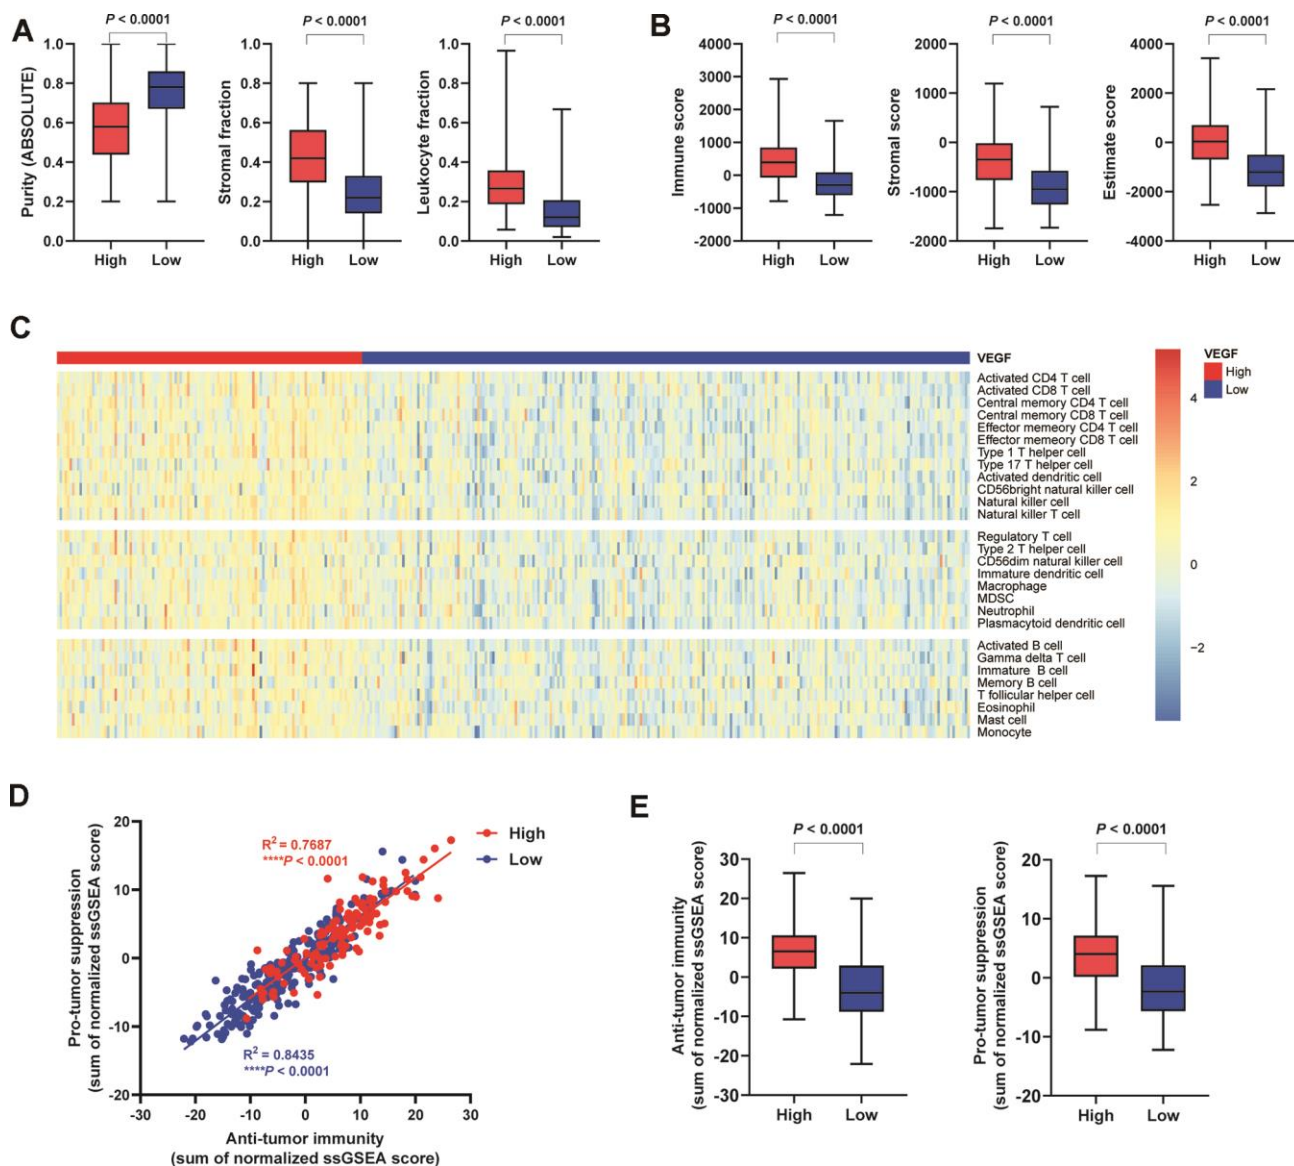 A
P < 0.0001
P < 0.0001
P < 0.0001
Purity (ABSOLUTE)
1.0
0.8
0.6
0.4
0.2
0.0
High
Low
Stromal fraction
1.0
0.8
0.6
0.4
0.2
0.0
High
Low
Leukocyte fraction
1.0
0.8
0.6
0.4
0.2
0.0
High
Low
B
P < 0.0001
P < 0.0001
P < 0.0001
Immune score
4000
3000
2000
1000
0
-1000
-2000
High
Low
Stromal score
2000
1000
0
-1000
-2000
High
Low
Estimate score
4000
2000
0
-2000
-4000
High
Low
C
VEGF
Activated CD4 T cell
Activated CD8 T cell
Central memory CD4 T cell
Central memory CD8 T cell
Effector memeory CD4 T cell
Effector memeory CD8 T cell
Type 1 T helper cell
Type 17 T helper cell
Activated dendritic cell
CD56bright natural killer cell
Natural killer cell
Natural killer T cell
Regulatory T cell
Type 2 T helper cell
CD56dim natural killer cell
Immature dendritic cell
Macrophage
MDSC
Neutrophil
Plasmacytoid dendritic cell
Activated B cell
Gamma delta T cell
Immature B cell
Memory B cell
T follicular helper cell
Eosinophil
Mast cell
Monocyte
4
2
0
−2
VEGF
High
Low
D
Pro-tumor suppression
(sum of normalized ssGSEA score)
20
10
0
-10
-20
R² = 0.7687
****P < 0.0001
High
Low
R² = 0.8435
****P < 0.0001
-30
-20
-10
0
10
20
30
Anti-tumor immunity
(sum of normalized ssGSEA score)
E
P < 0.0001
Anti-tumor immunity
(sum of normalized ssGSEA score)
30
20
10
0
-10
-20
-30
High
Low
P < 0.0001
Pro-tumor suppression
(sum of normalized ssGSEA score)
20
10
0
-10
20
High
Low